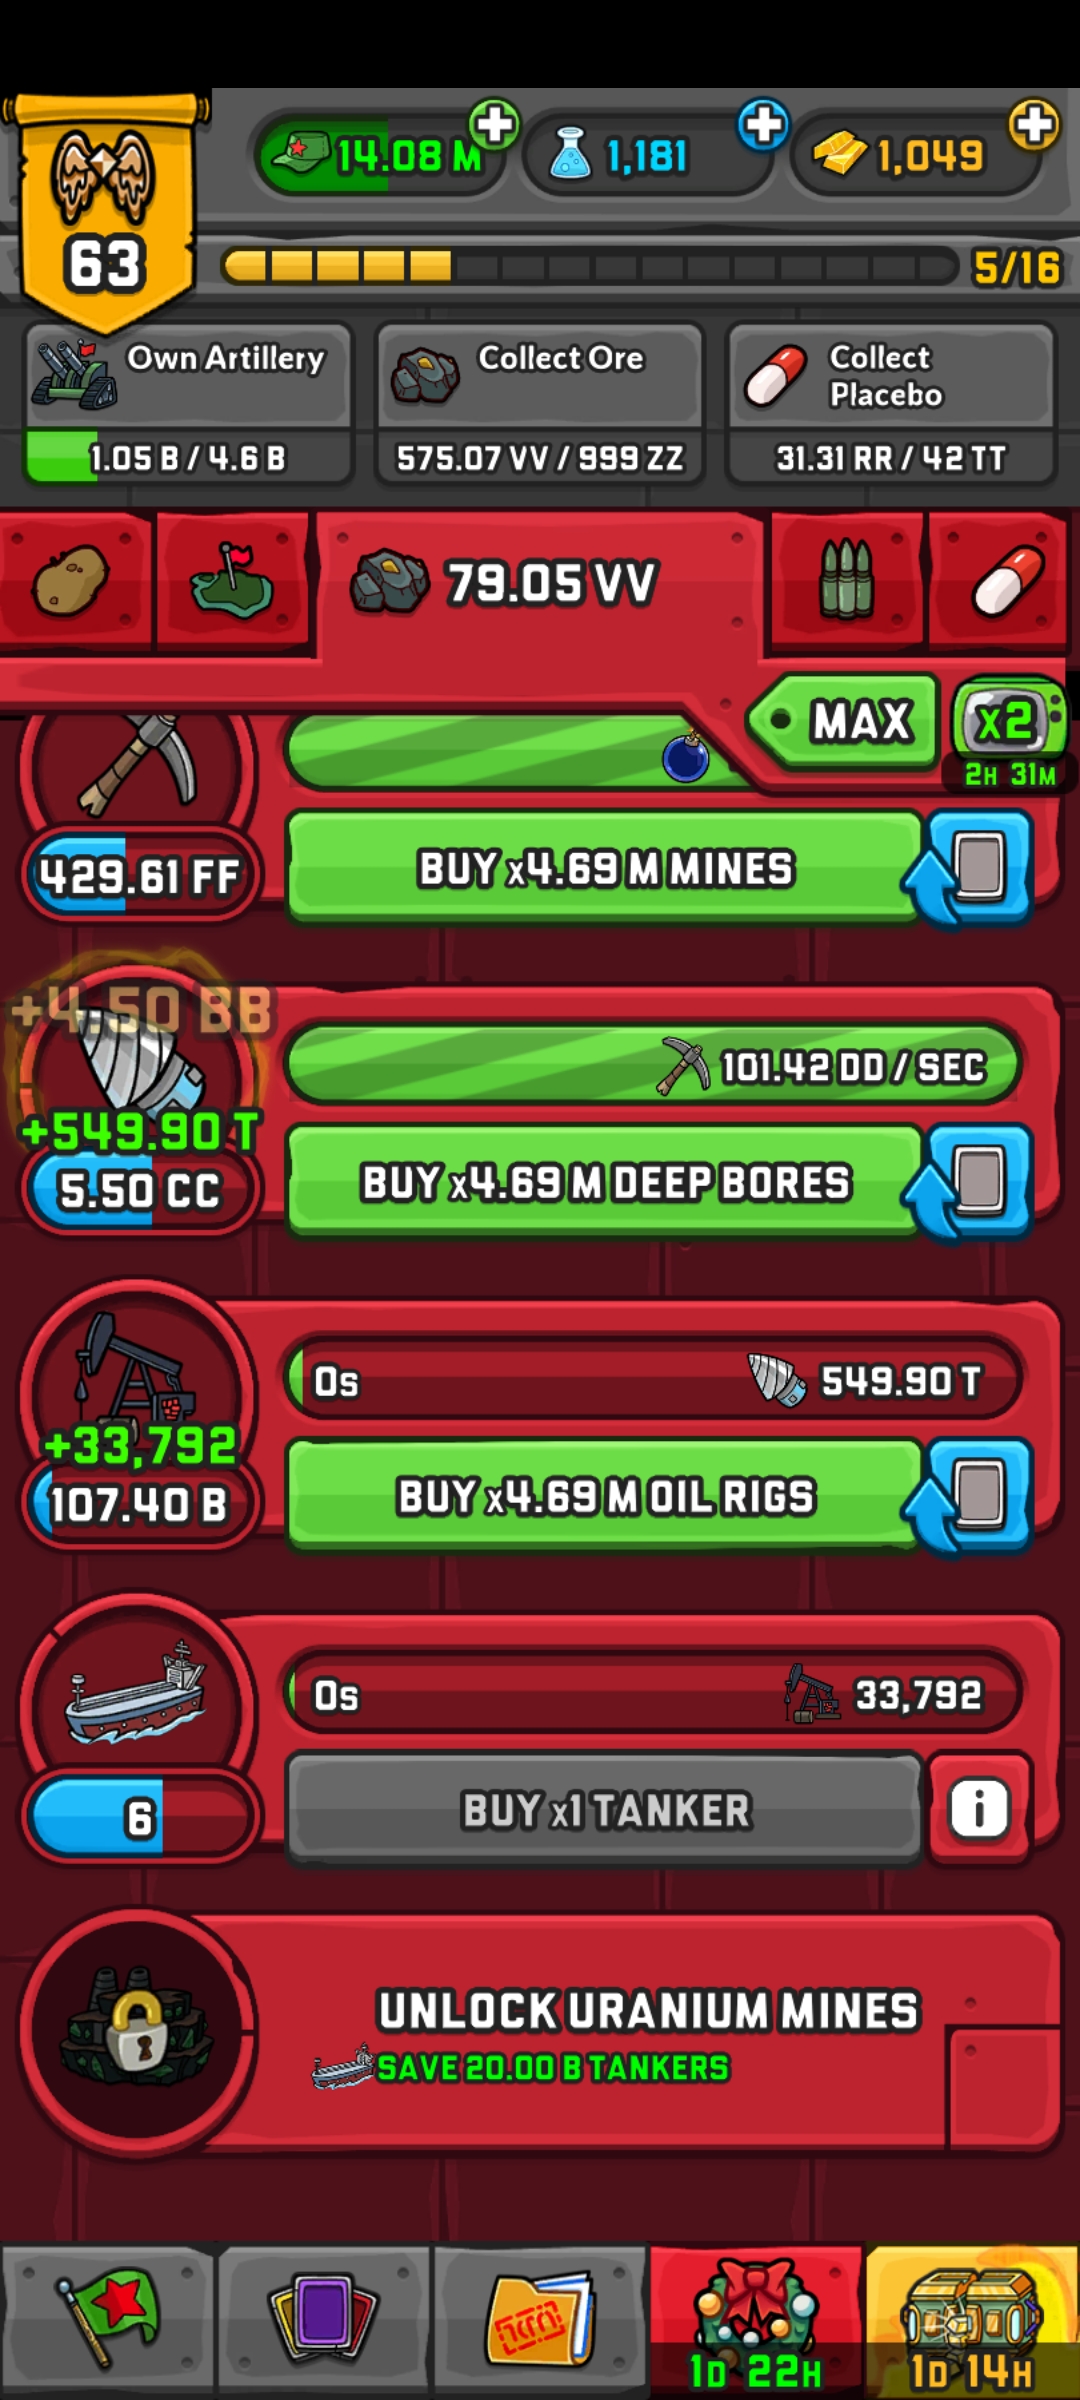 14.08 M
1,181
1,049
63
5/16
Own Artillery
1.05 B / 4.6 B
Collect Ore
575.07 VV / 999 ZZ
Collect
Placebo
31.31 RR / 42 TT
79.05 VV
MAX
x2
2H 31M
429.61 FF
BUY x4.69 M MINES
+4.50 BB
101.42 DD / SEC
+549.90 T
5.50 CC
BUY x4.69 M DEEP BORES
0s
549.90 T
+33,792
107.40 B
BUY x4.69 M OIL RIGS
0s
33,792
6
BUY x1 TANKER
i
UNLOCK URANIUM MINES
SAVE 20.00 B TANKERS
1D 22H
1D 14H